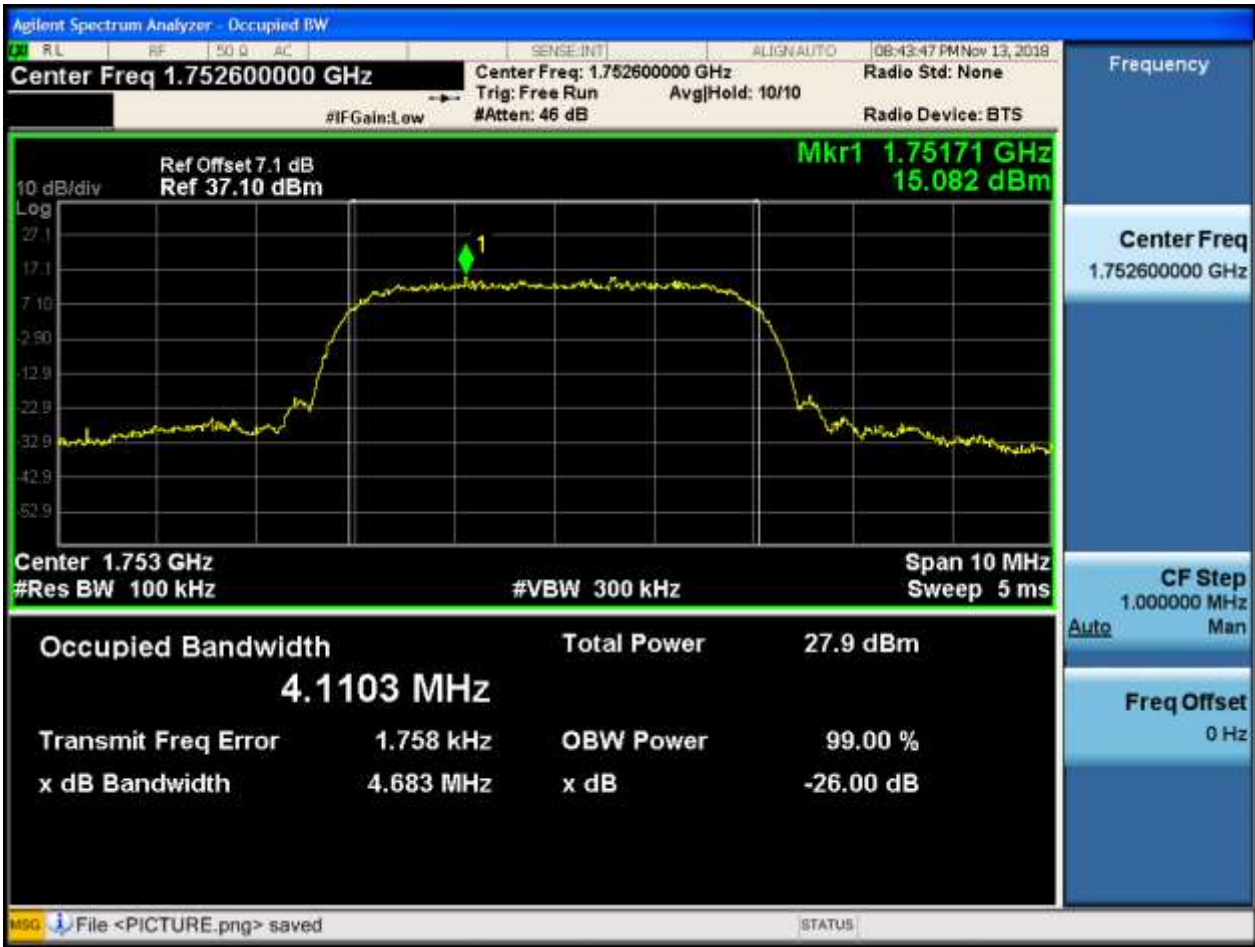 Agilent Spectrum Analyzer - Occupied BW
RL RF 50 Ω AC SENSE:INT ALIGN AUTO 08:43:47 PM Nov 13, 2018
Center Freq 1.752600000 GHz
Center Freq: 1.752600000 GHz
Radio Std: None
Trig: Free Run Avg|Hold: 10/10
#IFGain:Low
#Atten: 46 dB
Radio Device: BTS
Mkr1 1.75171 GHz
15.082 dBm
Ref Offset 7.1 dB
10 dB/div Ref 37.10 dBm
Log
27.1
17.1
7.10
-2.90
-12.9
-22.9
-32.9
-42.9
-52.9
1
Center 1.753 GHz Span 10 MHz
#Res BW 100 kHz #VBW 300 kHz Sweep 5 ms
Occupied Bandwidth Total Power 27.9 dBm
4.1103 MHz
Transmit Freq Error 1.758 kHz OBW Power 99.00 %
x dB Bandwidth 4.683 MHz x dB -26.00 dB
Frequency
Center Freq
1.752600000 GHz
CF Step
1.000000 MHz
Auto Man
Freq Offset
0 Hz
MSG File <PICTURE.png> saved STATUS